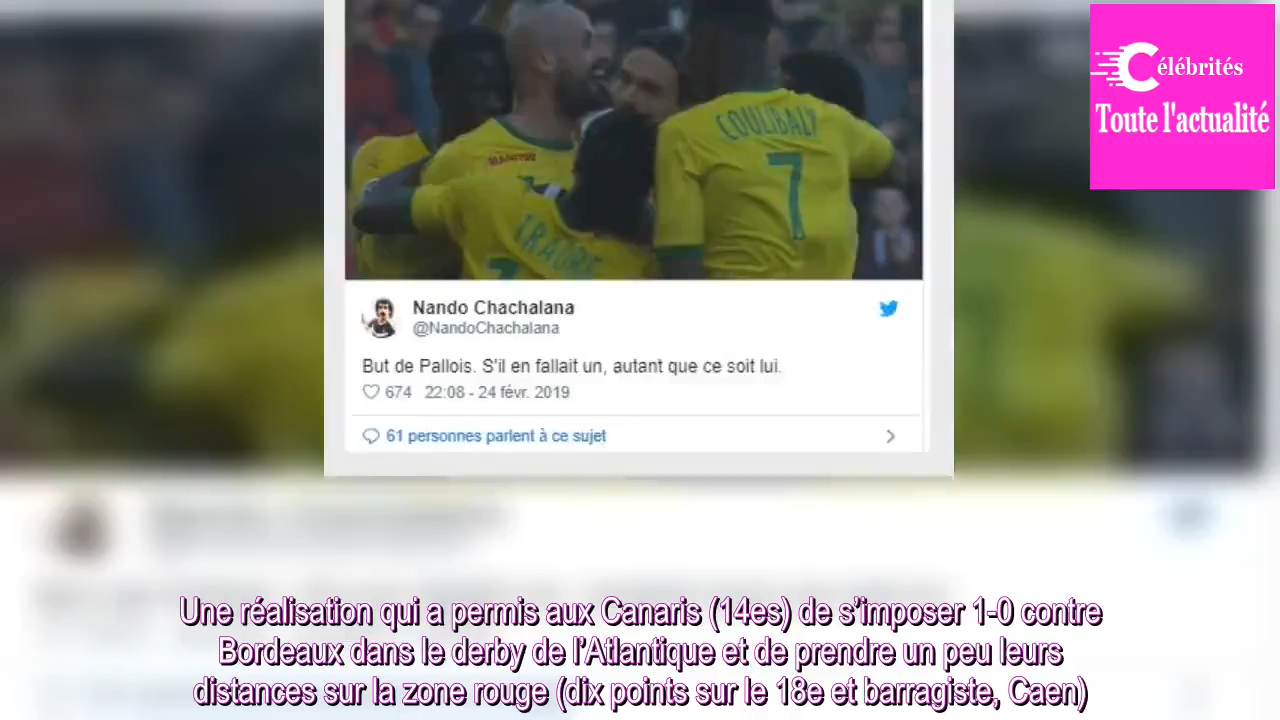 Célébrités
Toute l'actualité
COULIBALY
7
MANITOU
TRAORE
Nando Chachalana
@NandoChachalana
But de Pallois. S'il en fallait un, autant que ce soit lui.
674 22:08 - 24 févr. 2019
61 personnes parlent à ce sujet
Une réalisation qui a permis aux Canaris (14es) de s’imposer 1-0 contre
Bordeaux dans le derby de l’Atlantique et de prendre un peu leurs
distances sur la zone rouge (dix points sur le 18e et barragiste, Caen)